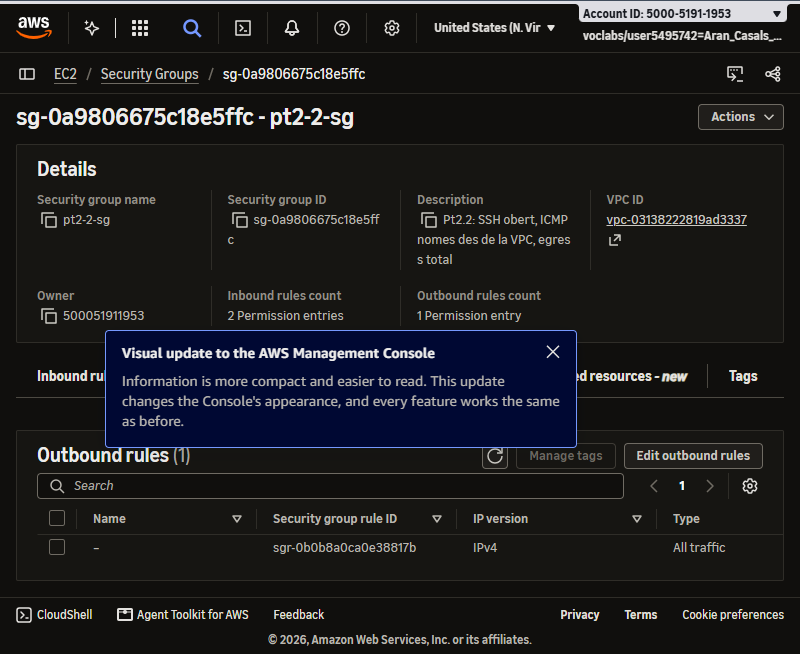 aws
United States (N. Vir
Account ID: 5000-5191-1953
voclabs/user5495742=Aran_Casals_...
EC2 / Security Groups / sg-0a9806675c18e5ffc
sg-0a9806675c18e5ffc - pt2-2-sg
Actions
Details
Security group name
pt2-2-sg
Security group ID
sg-0a9806675c18e5ff
c
Description
Pt2.2: SSH obert, ICMP
nomes des de la VPC, egres
s total
VPC ID
vpc-03138222819ad3337
Owner
500051911953
Inbound rules count
2 Permission entries
Outbound rules count
1 Permission entry
Visual update to the AWS Management Console
Information is more compact and easier to read. This update
changes the Console's appearance, and every feature works the same
as before.
Inbound ru
ed resources - new
Tags
Outbound rules (1)
Manage tags
Edit outbound rules
Search
1
Name
Security group rule ID
IP version
Type
–
sgr-0b0b8a0ca0e38817b
IPv4
All traffic
CloudShell
Agent Toolkit for AWS
Feedback
Privacy
Terms
Cookie preferences
© 2026, Amazon Web Services, Inc. or its affiliates.